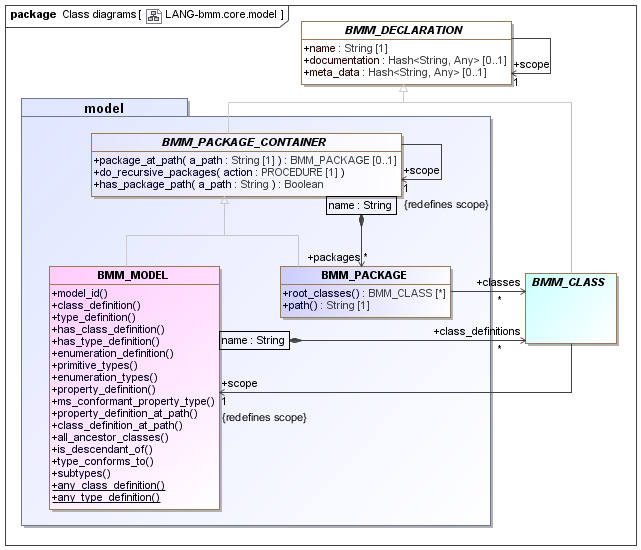 package Class diagrams [ LANG-bmm.core.model ]
BMM_DECLARATION
+name : String [1]
+documentation : Hash<String, Any> [0..1]
+meta_data : Hash<String, Any> [0..1]
+scope
1
model
BMM_PACKAGE_CONTAINER
+package_at_path( a_path : String [1] ) : BMM_PACKAGE [0..1]
+do_recursive_packages( action : PROCEDURE [1] )
+has_package_path( a_path : String ) : Boolean
+scope
1
{redefines scope}
name : String
+packages
*
BMM_MODEL
+model_id()
+class_definition()
+type_definition()
+has_class_definition()
+has_type_definition()
+enumeration_definition()
+primitive_types()
+enumeration_types()
+property_definition()
+ms_conformant_property_type()
+property_definition_at_path()
+class_definition_at_path()
+all_ancestor_classes()
+is_descendant_of()
+type_conforms_to()
+subtypes()
+any_class_definition()
+any_type_definition()
BMM_PACKAGE
+root_classes() : BMM_CLASS [*]
+path() : String [1]
+classes
*
BMM_CLASS
name : String
+class_definitions
*
+scope
1
{redefines scope}